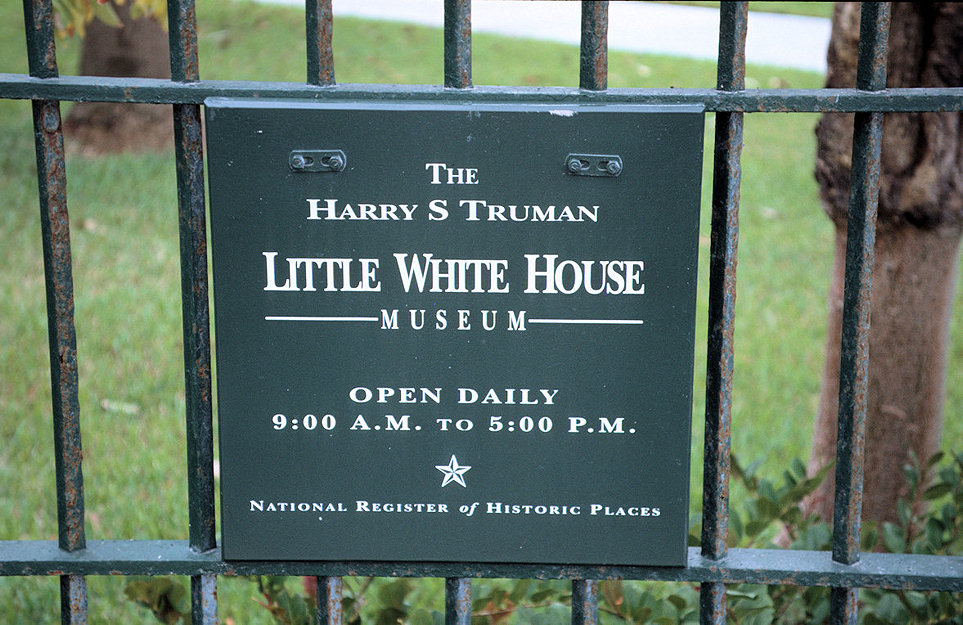 THE
HARRY S TRUMAN
LITTLE WHITE HOUSE
MUSEUM
OPEN DAILY
9:00 A.M. TO 5:00 P.M.
NATIONAL REGISTER of HISTORIC PLACES